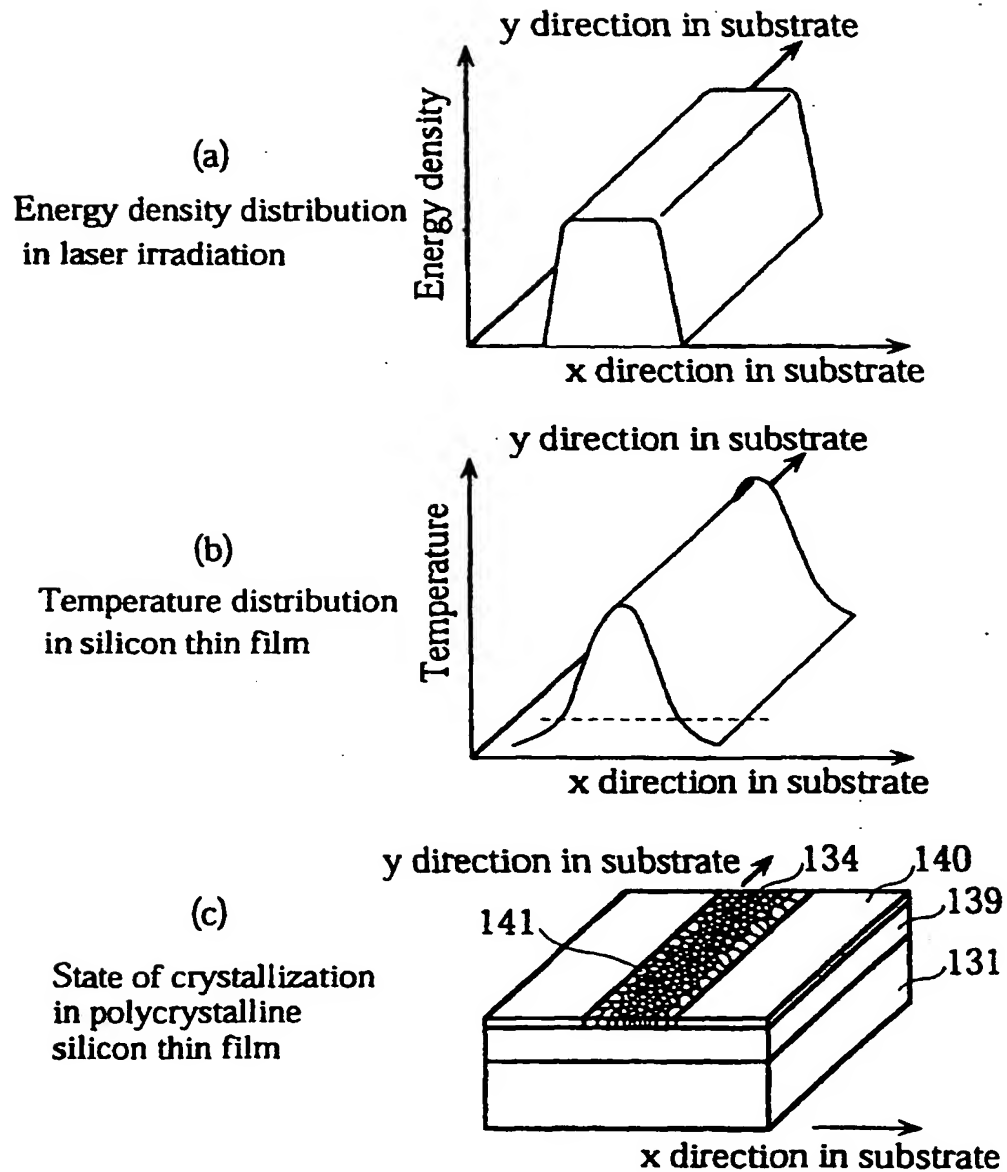 y direction in substrate
(a)
Energy density distribution
in laser irradiation
Energy density
x direction in substrate
y direction in substrate
(b)
Temperature distribution
in silicon thin film
Temperature
x direction in substrate
y direction in substrate
134
140
(c)
141
139
State of crystallization
in polycrystalline
silicon thin film
131
x direction in substrate